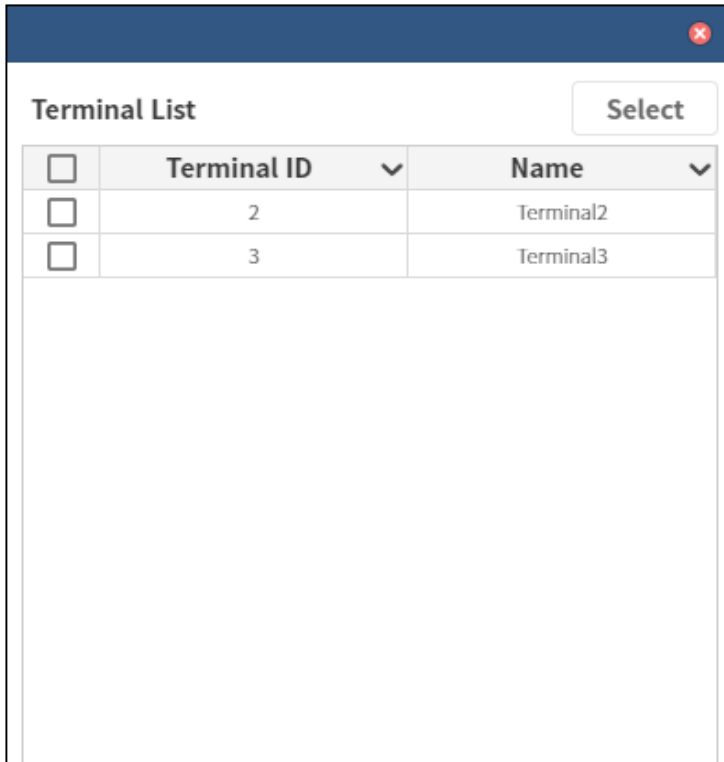 Terminal List
Select
Terminal ID Name
2 Terminal2
3 Terminal3